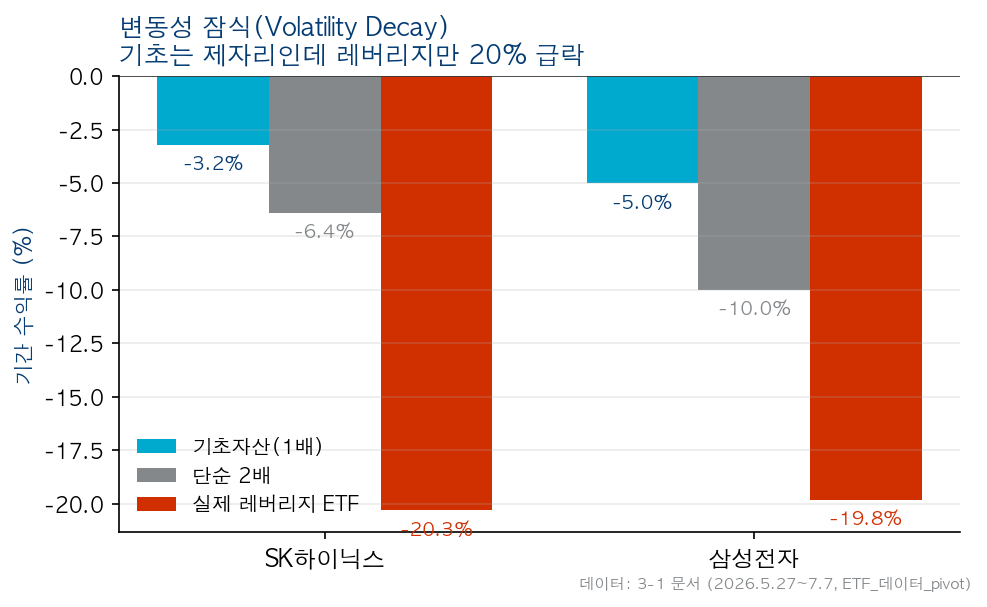 변동성 잠식(Volatility Decay)
기초는 제자리인데 레버리지만 20% 급락
기간 수익률 (%)
0.0
-2.5
-5.0
-7.5
-10.0
-12.5
-15.0
-17.5
-20.0
-3.2%
-6.4%
-20.3%
-5.0%
-10.0%
-19.8%
기초자산(1배)
단순 2배
실제 레버리지 ETF
SK하이닉스
삼성전자
데이터: 3-1 문서 (2026.5.27~7.7, ETF_데이터_pivot)